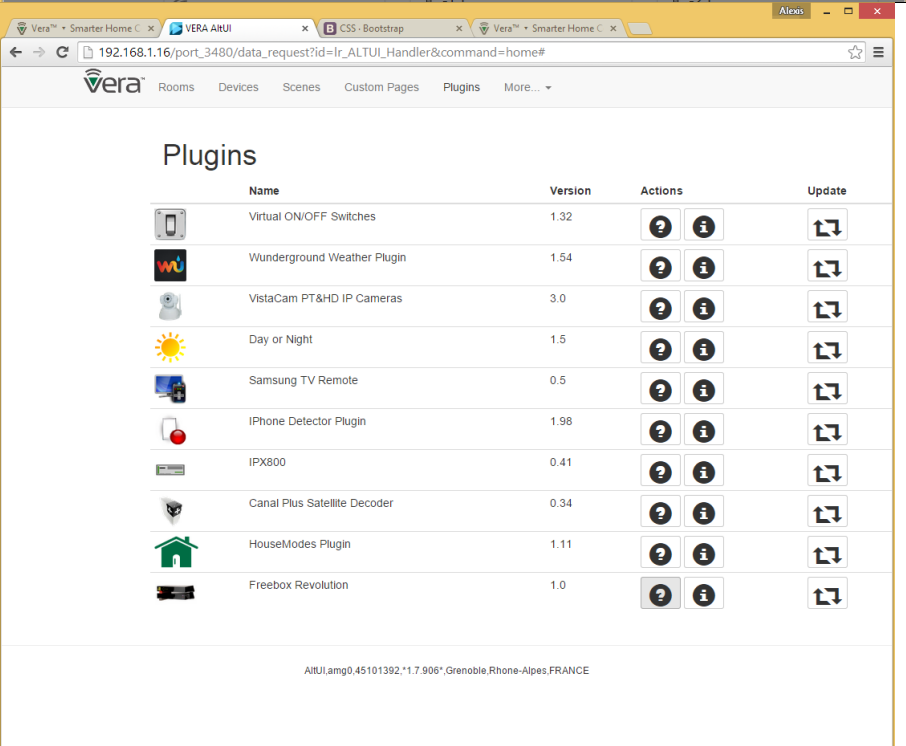 Alexis
Vera™ • Smarter Home C
VERA AltUI
CSS · Bootstrap
Vera™ • Smarter Home C
192.168.1.16/port_3480/data_request?id=lr_ALTUI_Handler&command=home#
vera™ Rooms Devices Scenes Custom Pages Plugins More...
Plugins
Name Version Actions Update
Virtual ON/OFF Switches 1.32
Wunderground Weather Plugin 1.54
VistaCam PT&HD IP Cameras 3.0
Day or Night 1.5
Samsung TV Remote 0.5
IPhone Detector Plugin 1.98
IPX800 0.41
Canal Plus Satellite Decoder 0.34
HouseModes Plugin 1.11
Freebox Revolution 1.0
AltUI,amg0,45101392,*1.7.906*,Grenoble,Rhone-Alpes,FRANCE